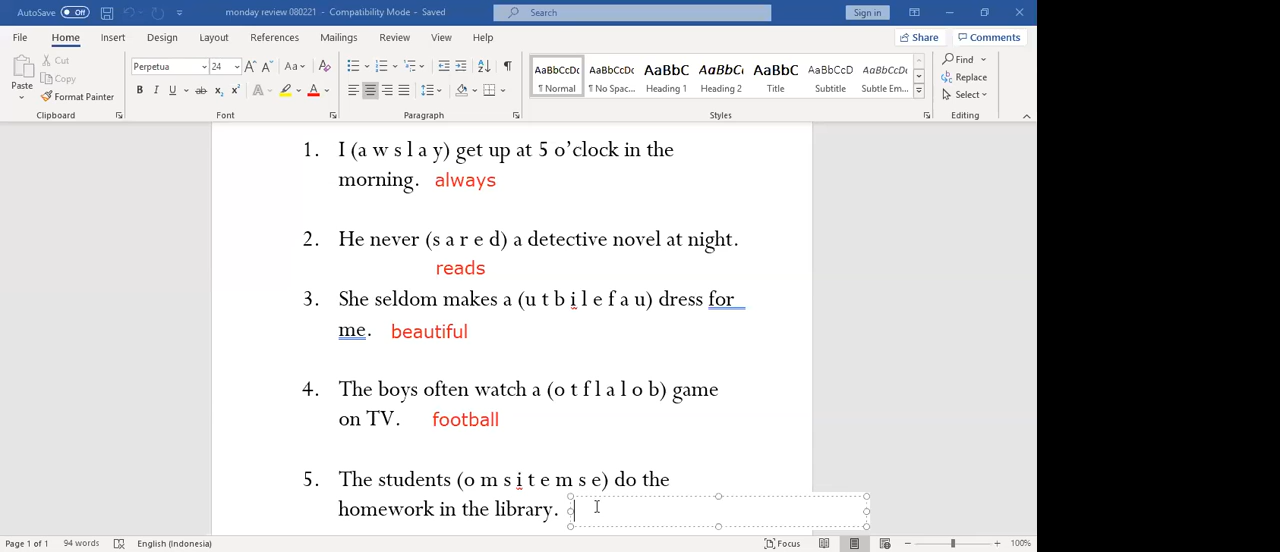 AutoSave Off monday review 080221 - Compatibility Mode - Saved Search Sign in
File Home Insert Design Layout References Mailings Review View Help Share Comments
Paste Cut Copy Format Painter
Perpetua 24
AaBbCcDc AaBbCcDc AaBbC AaBbCc AaBbC AaBbCcD AaBbCcDc
¶ Normal ¶ No Spac... Heading 1 Heading 2 Title Subtitle Subtle Em...
Find Replace Select
Clipboard Font Paragraph Styles Editing
1. I (a w s l a y) get up at 5 o’clock in the
morning. always
2. He never (s a r e d) a detective novel at night.
reads
3. She seldom makes a (u t b i l e f a u) dress for
me. beautiful
4. The boys often watch a (o t f l a l o b) game
on TV. football
5. The students (o m s i t e m s e) do the
homework in the library.
Page 1 of 1 94 words English (Indonesia) Focus 100%